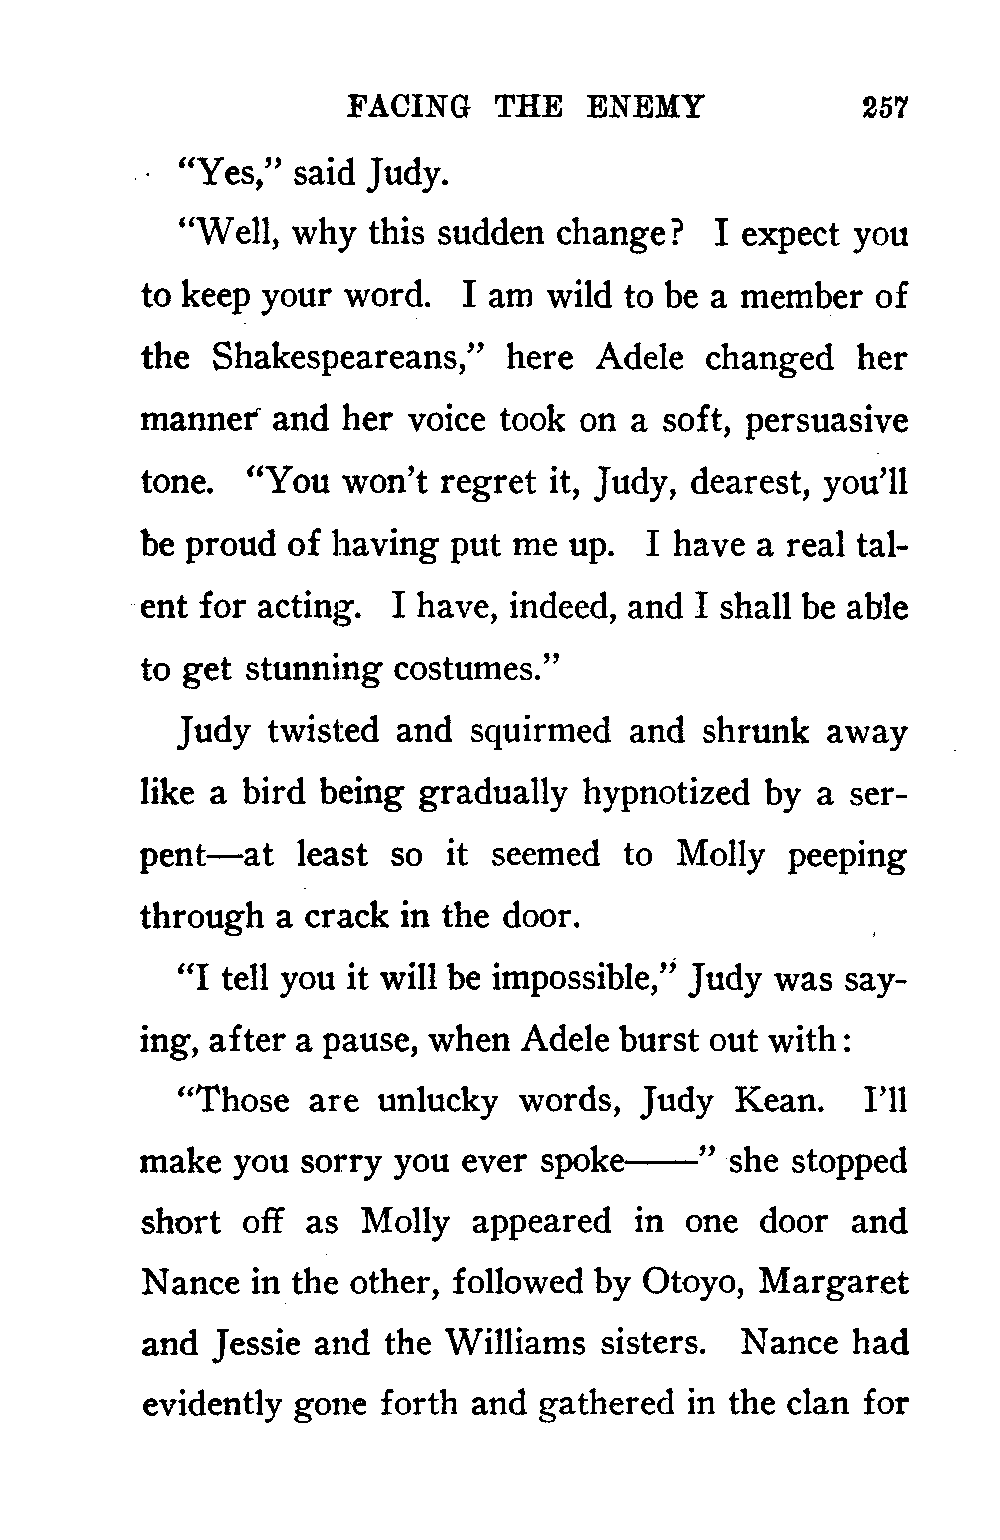 FACING THE ENEMY 257
“Yes,” said Judy.
“Well, why this sudden change? I expect you
to keep your word. I am wild to be a member of
the Shakespeareans,” here Adele changed her
manner and her voice took on a soft, persuasive
tone. “You won’t regret it, Judy, dearest, you’ll
be proud of having put me up. I have a real tal-
ent for acting. I have, indeed, and I shall be able
to get stunning costumes.”
Judy twisted and squirmed and shrunk away
like a bird being gradually hypnotized by a ser-
pent—at least so it seemed to Molly peeping
through a crack in the door.
“I tell you it will be impossible,” Judy was say-
ing, after a pause, when Adele burst out with:
“Those are unlucky words, Judy Kean. I’ll
make you sorry you ever spoke——” she stopped
short off as Molly appeared in one door and
Nance in the other, followed by Otoyo, Margaret
and Jessie and the Williams sisters. Nance had
evidently gone forth and gathered in the clan for